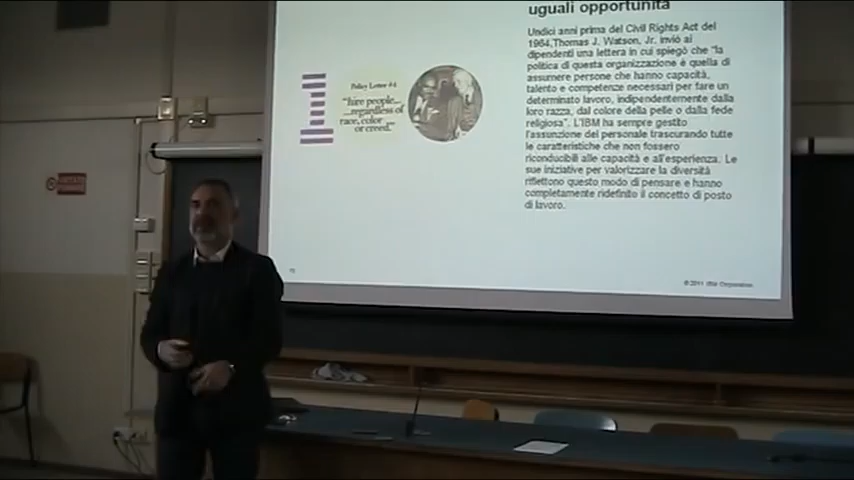 uguali opportunità
Undici anni prima del Civil Rights Act del
1964,Thomas J. Watson, Jr. inviò ai
dipendenti una lettera in cui spiegò che "la
politica di questa organizzazione è quella di
assumere persone che hanno capacità,
talento e competenze necessari per fare un
determinato lavoro, indipendentemente dalla
loro razza, dal colore della pelle o dalla fede
religiosa". L'IBM ha sempre gestito
l'assunzione del personale trascurando tutte
le caratteristiche che non fossero
riconducibili alle capacità e all'esperienza. Le
sue iniziative per valorizzare la diversità
riflettono questo modo di pensare e hanno
completamente ridefinito il concetto di posto
di lavoro.
Policy Letter #4
"hire people...
...regardless of
race, color
or creed."
© 2011 IBM Corporation